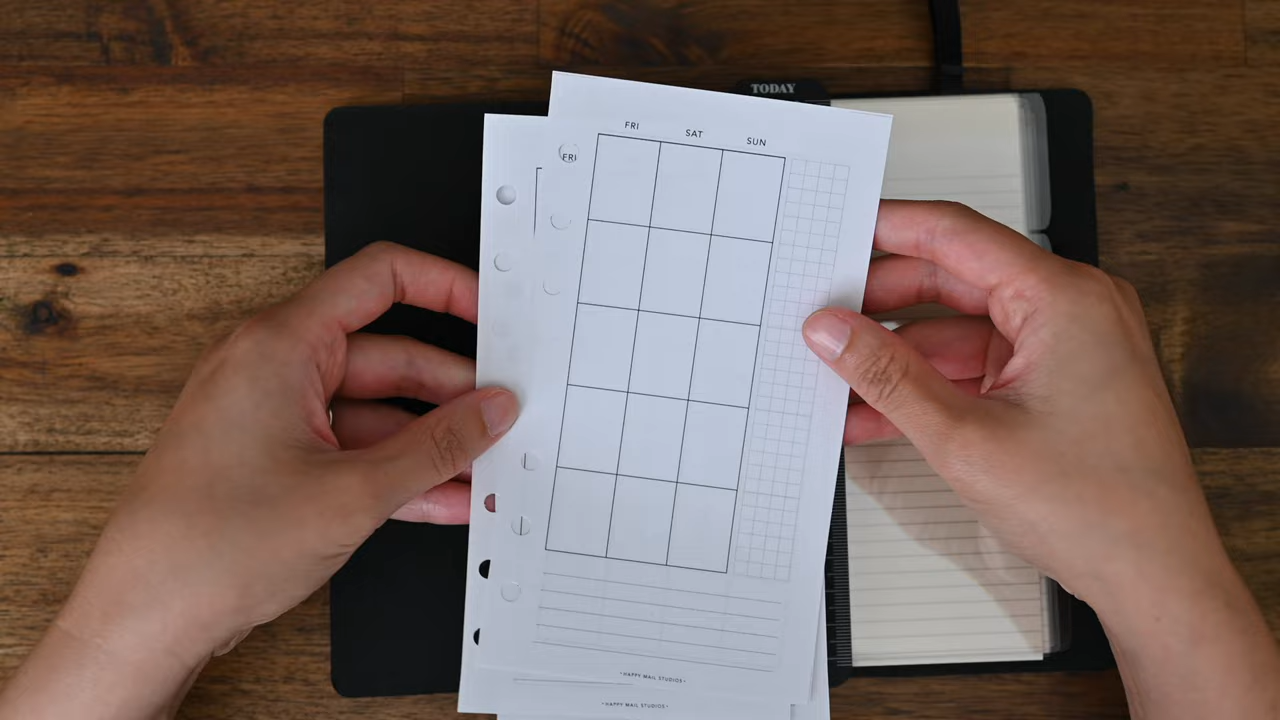 TODAY
FRI SAT SUN
FRI
• HAPPY MAIL STUDIOS •
• HAPPY MAIL STUDIOS •